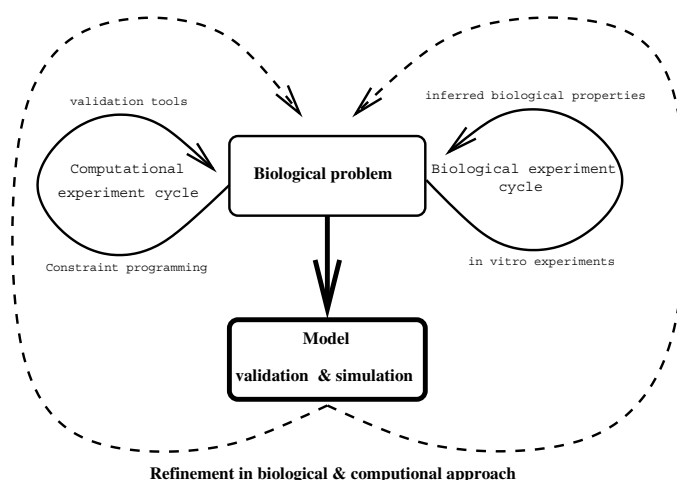 validation tools
inferred biological properties
Computational
experiment cycle
Biological problem
Biological experiment
cycle
Constraint programming
in vitro experiments
Model
validation & simulation
Refinement in biological & computional approach